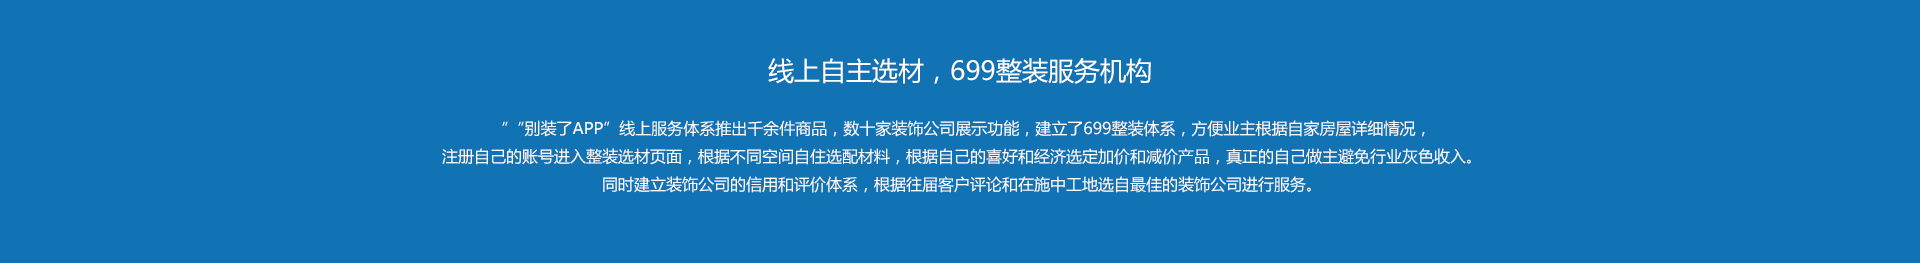 线上自主选材，699整装服务机构
“ “别装了APP”线上服务体系推出千余件商品，数十家装饰公司展示功能，建立了699整装体系，方便业主根据自家房屋详细情况，
注册自己的账号进入整装选材页面，根据不同空间自住选配材料，根据自己的喜好和经济选定加价和减价产品，真正的自己做主避免行业灰色收入。
同时建立装饰公司的信用和评价体系，根据往届客户评论和在施中工地选自最佳的装饰公司进行服务。